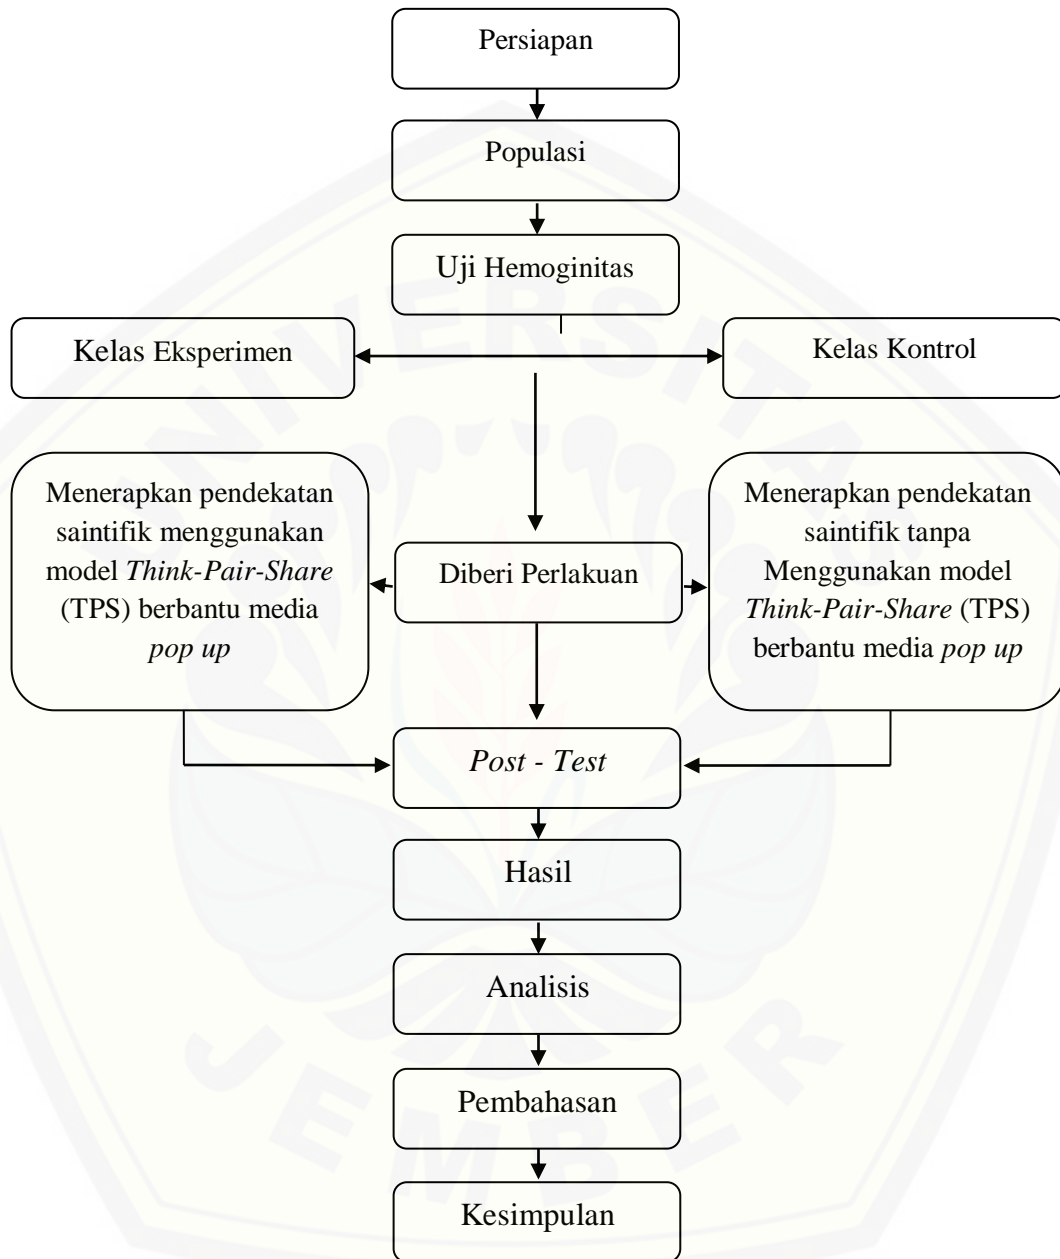 Persiapan
Populasi
Uji Hemoginitas
Kelas Eksperimen
Kelas Kontrol
Menerapkan pendekatan
saintifik menggunakan
model Think-Pair-Share
(TPS) berbantu media
pop up
Diberi Perlakuan
Menerapkan pendekatan
saintifik tanpa
Menggunakan model
Think-Pair-Share (TPS)
berbantu media pop up
Post - Test
Hasil
Analisis
Pembahasan
Kesimpulan
UNIVERSITAS
JEMBER